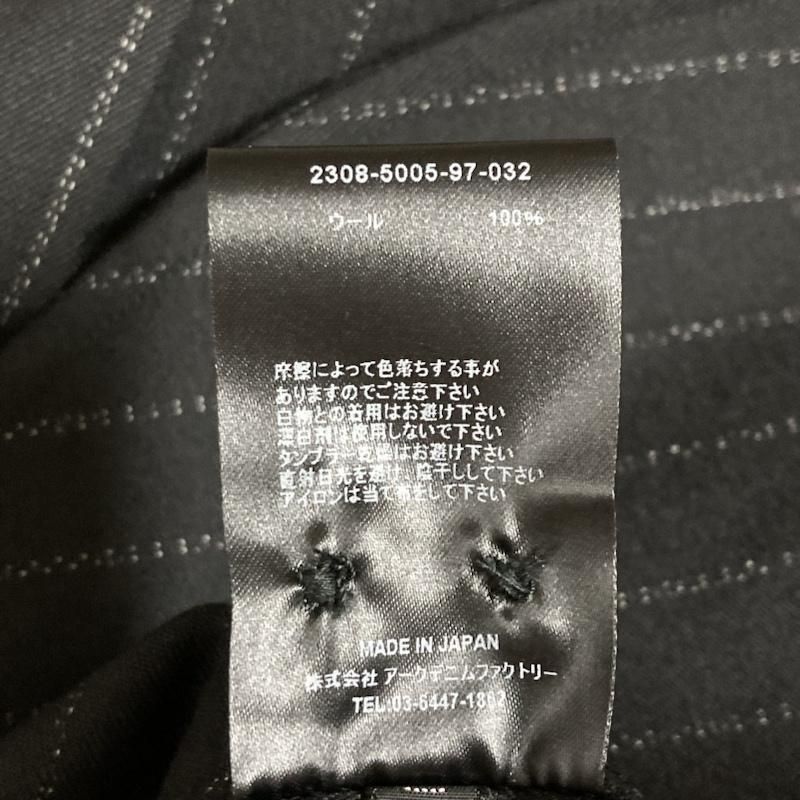 2308-5005-97-032
ウール 100%
摩擦によって色落ちする事が
ありますのでご注意下さい
白物との着用はお避け下さい
漂白剤は使用しないで下さい
タンブラー乾燥はお避け下さい
直射日光を避け、陰干しして下さい
アイロンは当て布をして下さい
MADE IN JAPAN
株式会社 アークデニムファクトリー
TEL:03-5447-1862